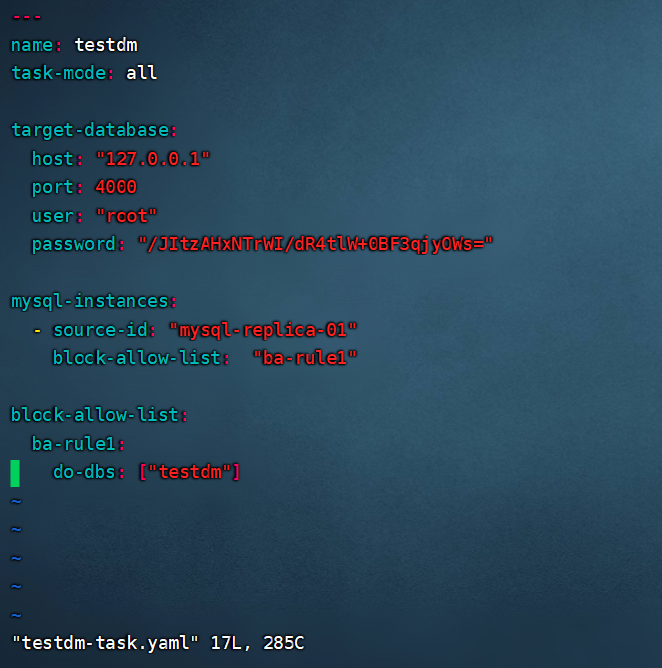 ---
name: testdm
task-mode: all
target-database:
  host: "127.0.0.1"
  port: 4000
  user: "root"
  password: "/JItzAHxNTrWI/dR4tlW+0BF3qjyOWs="
mysql-instances:
  - source-id: "mysql-replica-01"
    block-allow-list:  "ba-rule1"
block-allow-list:
  ba-rule1:
    do-dbs: ["testdm"]
~
~
~
~
~
"testdm-task.yaml" 17L, 285C